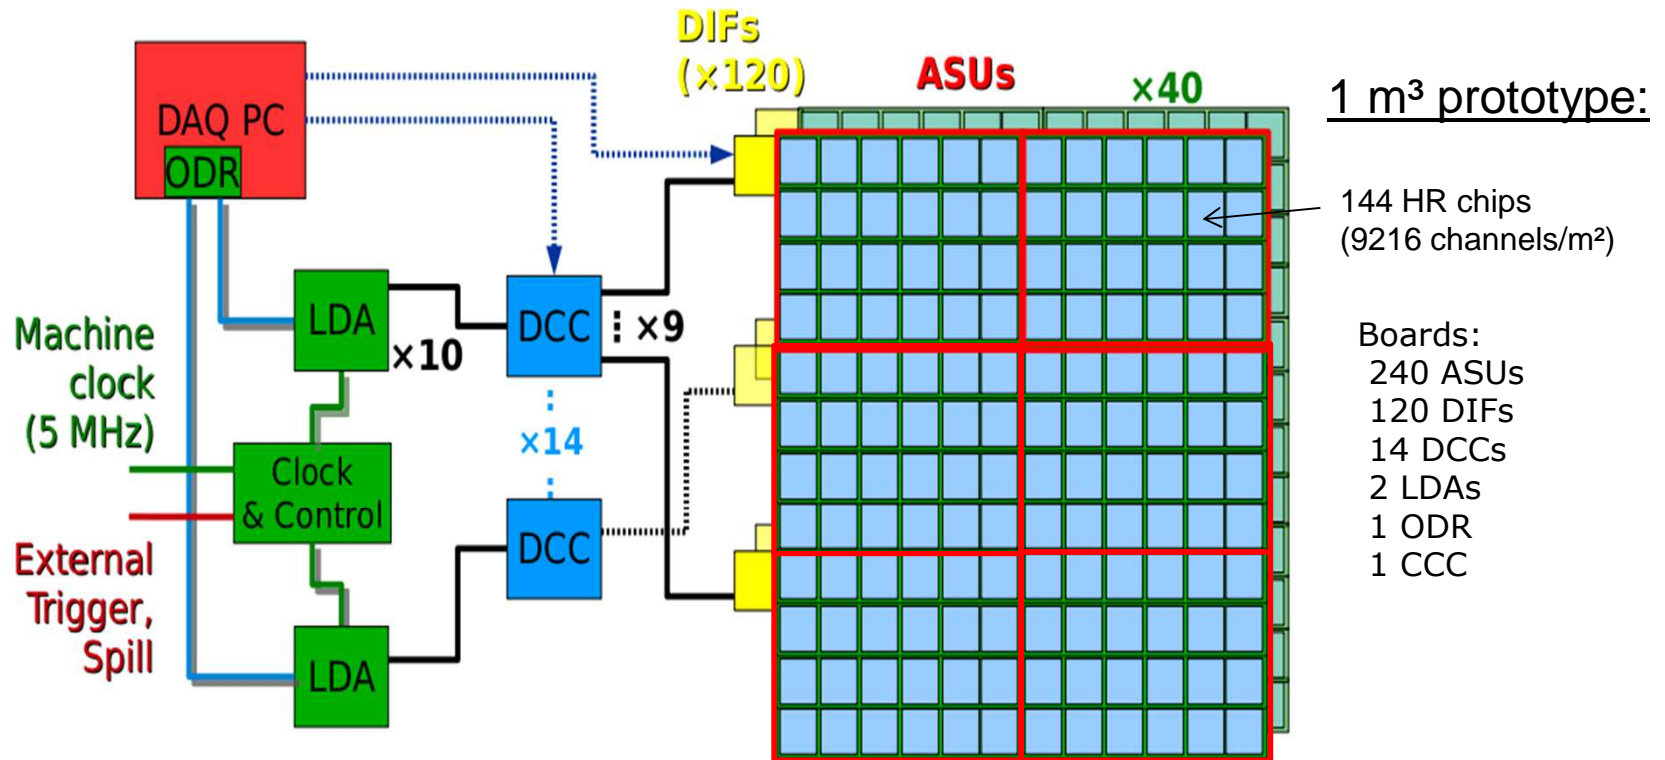 DIFs
(×120)
ASUs
×40
1 m³ prototype:
DAQ PC
ODR
144 HR chips
(9216 channels/m²)
LDA
×10
DCC
×9
Machine
clock
(5 MHz)
×14
Clock
& Control
DCC
External
Trigger,
Spill
LDA
Boards:
240 ASUs
120 DIFs
14 DCCs
2 LDAs
1 ODR
1 CCC